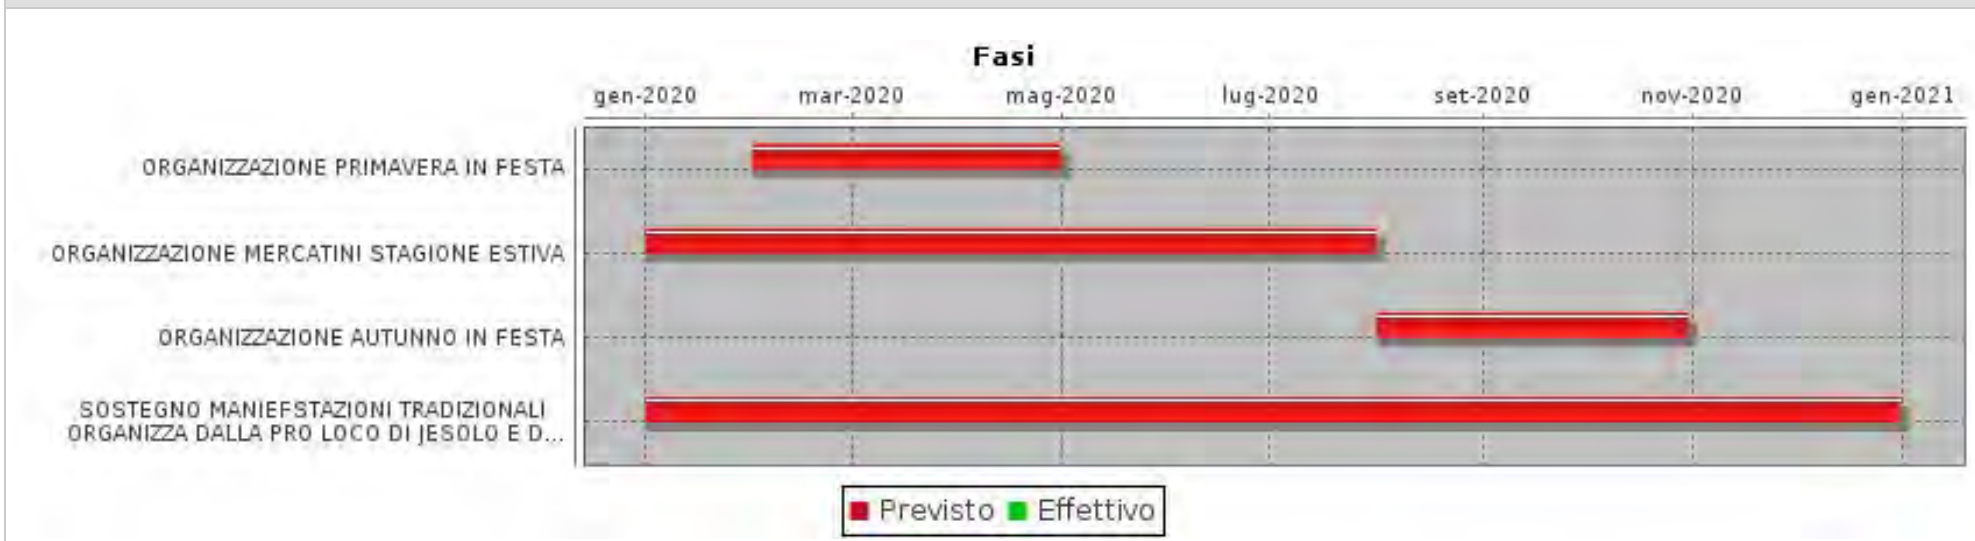 Fasi
gen-2020 mar-2020 mag-2020 lug-2020 set-2020 nov-2020 gen-2021
ORGANIZZAZIONE PRIMAVERA IN FESTA
ORGANIZZAZIONE MERCATINI STAGIONE ESTIVA
ORGANIZZAZIONE AUTUNNO IN FESTA
SOSTEGNO MANIEFSTAZIONI TRADIZIONALI
ORGANIZZA DALLA PRO LOCO DI JESOLO E D...
Previsto Effettivo